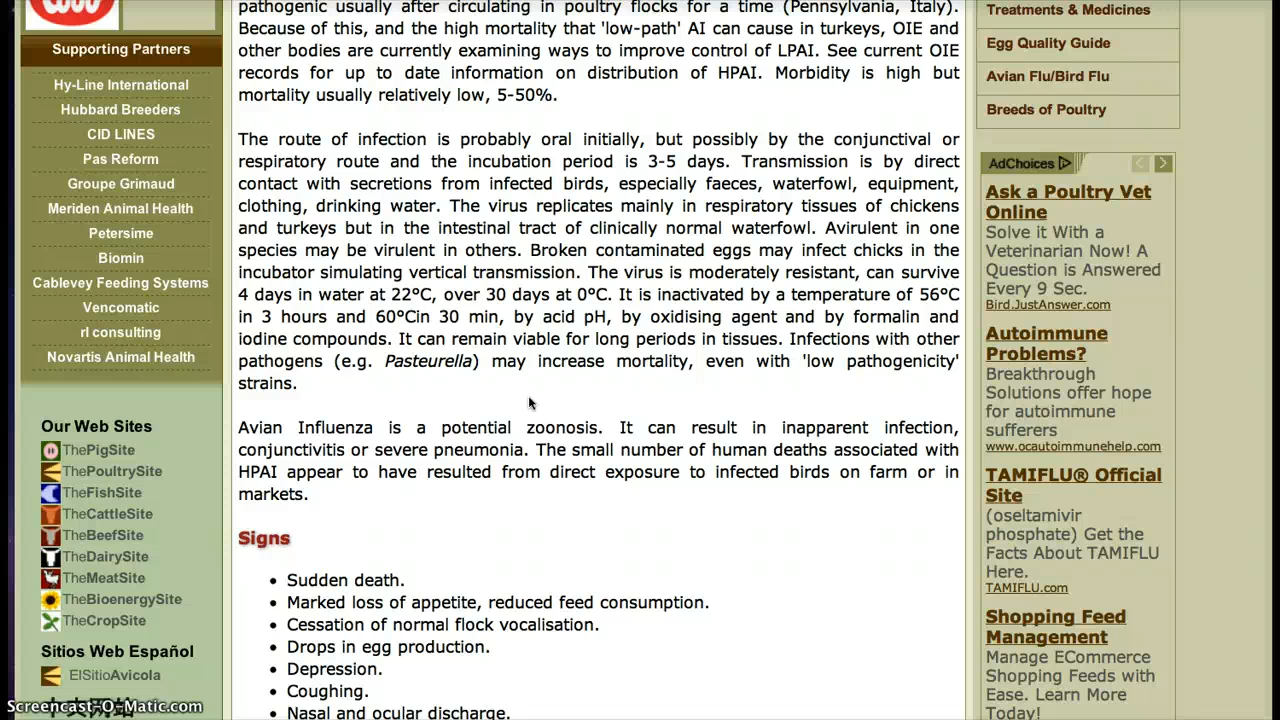 Supporting Partners
Hy-Line International
Hubbard Breeders
CID LINES
Pas Reform
Groupe Grimaud
Meriden Animal Health
Petersime
Biomin
Cablevey Feeding Systems
Vencomatic
rl consulting
Novartis Animal Health
Our Web Sites
ThePigSite
ThePoultrySite
TheFishSite
TheCattleSite
TheBeefSite
TheDairySite
TheMeatSite
TheBioenergySite
TheCropSite
Sitios Web Español
ElSitioAvicola
Screencast-O-Matic.com
pathogenic usually after circulating in poultry flocks for a time (Pennsylvania, Italy).
Because of this, and the high mortality that 'low-path' AI can cause in turkeys, OIE and
other bodies are currently examining ways to improve control of LPAI. See current OIE
records for up to date information on distribution of HPAI. Morbidity is high but
mortality usually relatively low, 5-50%.
The route of infection is probably oral initially, but possibly by the conjunctival or
respiratory route and the incubation period is 3-5 days. Transmission is by direct
contact with secretions from infected birds, especially faeces, waterfowl, equipment,
clothing, drinking water. The virus replicates mainly in respiratory tissues of chickens
and turkeys but in the intestinal tract of clinically normal waterfowl. Avirulent in one
species may be virulent in others. Broken contaminated eggs may infect chicks in the
incubator simulating vertical transmission. The virus is moderately resistant, can survive
4 days in water at 22°C, over 30 days at 0°C. It is inactivated by a temperature of 56°C
in 3 hours and 60°Cin 30 min, by acid pH, by oxidising agent and by formalin and
iodine compounds. It can remain viable for long periods in tissues. Infections with other
pathogens (e.g. Pasteurella) may increase mortality, even with 'low pathogenicity'
strains.
Avian Influenza is a potential zoonosis. It can result in inapparent infection,
conjunctivitis or severe pneumonia. The small number of human deaths associated with
HPAI appear to have resulted from direct exposure to infected birds on farm or in
markets.
Signs
• Sudden death.
• Marked loss of appetite, reduced feed consumption.
• Cessation of normal flock vocalisation.
• Drops in egg production.
• Depression.
• Coughing.
• Nasal and ocular discharge.
Treatments & Medicines
Egg Quality Guide
Avian Flu/Bird Flu
Breeds of Poultry
AdChoices
Ask a Poultry Vet
Online
Solve it With a
Veterinarian Now! A
Question is Answered
Every 9 Sec.
Bird.JustAnswer.com
Autoimmune
Problems?
Breakthrough
Solutions offer hope
for autoimmune
sufferers
www.ocautoimmunehelp.com
TAMIFLU® Official
Site
(oseltamivir
phosphate) Get the
Facts About TAMIFLU
Here.
TAMIFLU.com
Shopping Feed
Management
Manage ECommerce
Shopping Feeds with
Ease. Learn More
Today!